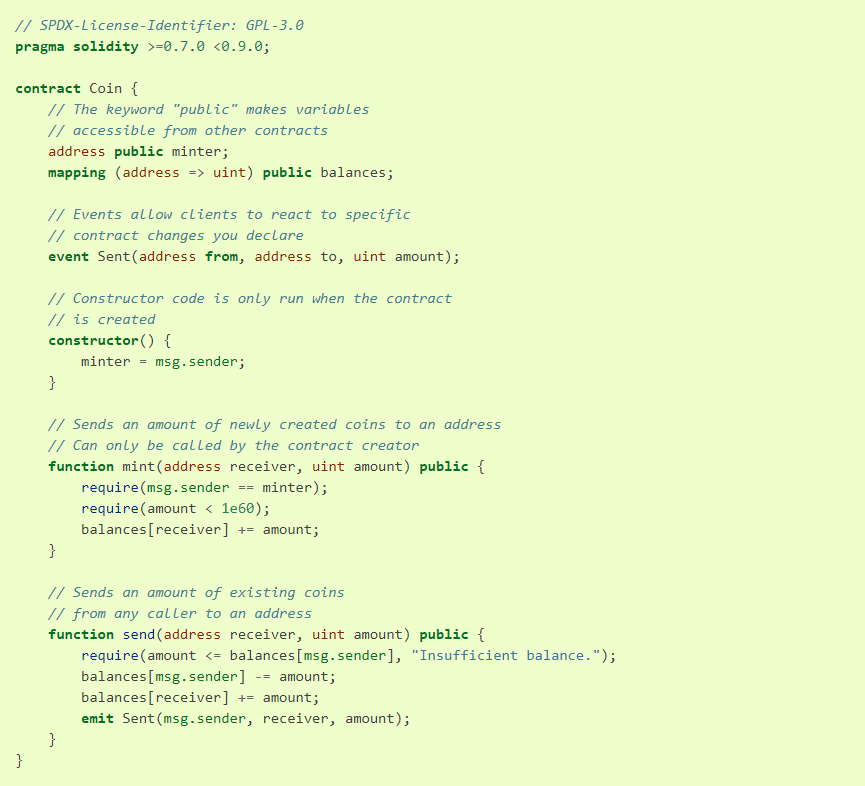 // SPDX-License-Identifier: GPL-3.0
pragma solidity >=0.7.0 <0.9.0;

contract Coin {
    // The keyword "public" makes variables
    // accessible from other contracts
    address public minter;
    mapping (address => uint) public balances;

    // Events allow clients to react to specific
    // contract changes you declare
    event Sent(address from, address to, uint amount);

    // Constructor code is only run when the contract
    // is created
    constructor() {
        minter = msg.sender;
    }

    // Sends an amount of newly created coins to an address
    // Can only be called by the contract creator
    function mint(address receiver, uint amount) public {
        require(msg.sender == minter);
        require(amount < 1e60);
        balances[receiver] += amount;
    }

    // Sends an amount of existing coins
    // from any caller to an address
    function send(address receiver, uint amount) public {
        require(amount <= balances[msg.sender], "Insufficient balance.");
        balances[msg.sender] -= amount;
        balances[receiver] += amount;
        emit Sent(msg.sender, receiver, amount);
    }
}